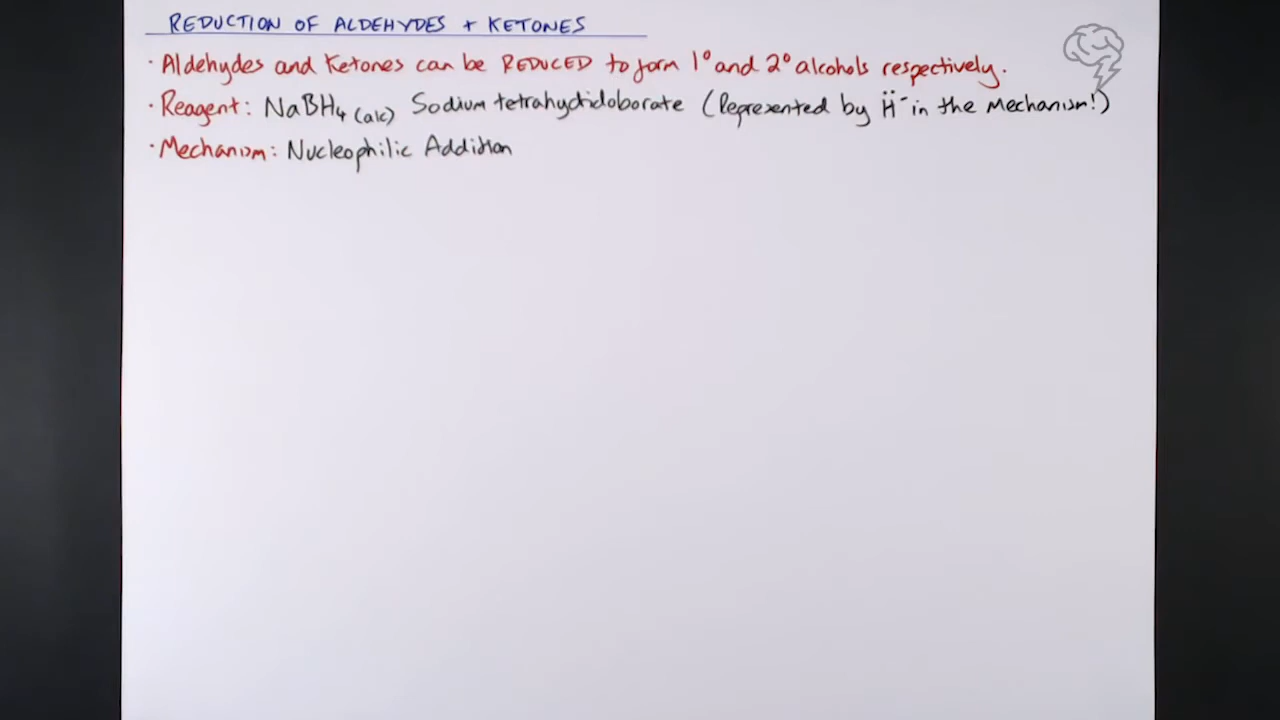 REDUCTION OF ALDEHYDES + KETONES
· Aldehydes and Ketones can be REDUCED to form 1° and 2° alcohols respectively.
· Reagent: NaBH₄ (alc) Sodium tetrahydridoborate (Represented by Ḧ⁻ in the Mechanism!)
· Mechanism: Nucleophilic Addition